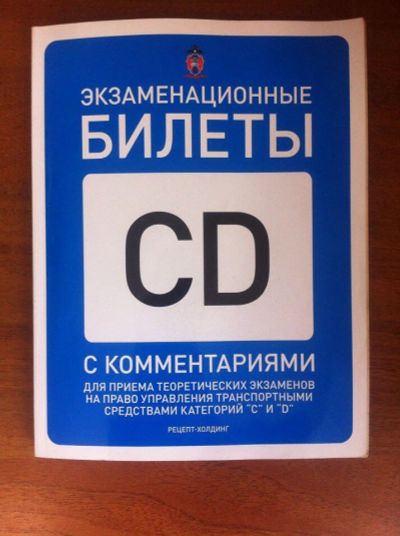 ЭКЗАМЕНАЦИОННЫЕ
БИЛЕТЫ
CD
С КОММЕНТАРИЯМИ
ДЛЯ ПРИЕМА ТЕОРЕТИЧЕСКИХ ЭКЗАМЕНОВ
НА ПРАВО УПРАВЛЕНИЯ ТРАНСПОРТНЫМИ
СРЕДСТВАМИ КАТЕГОРИЙ "C" И "D"
РЕЦЕПТ-ХОЛДИНГ